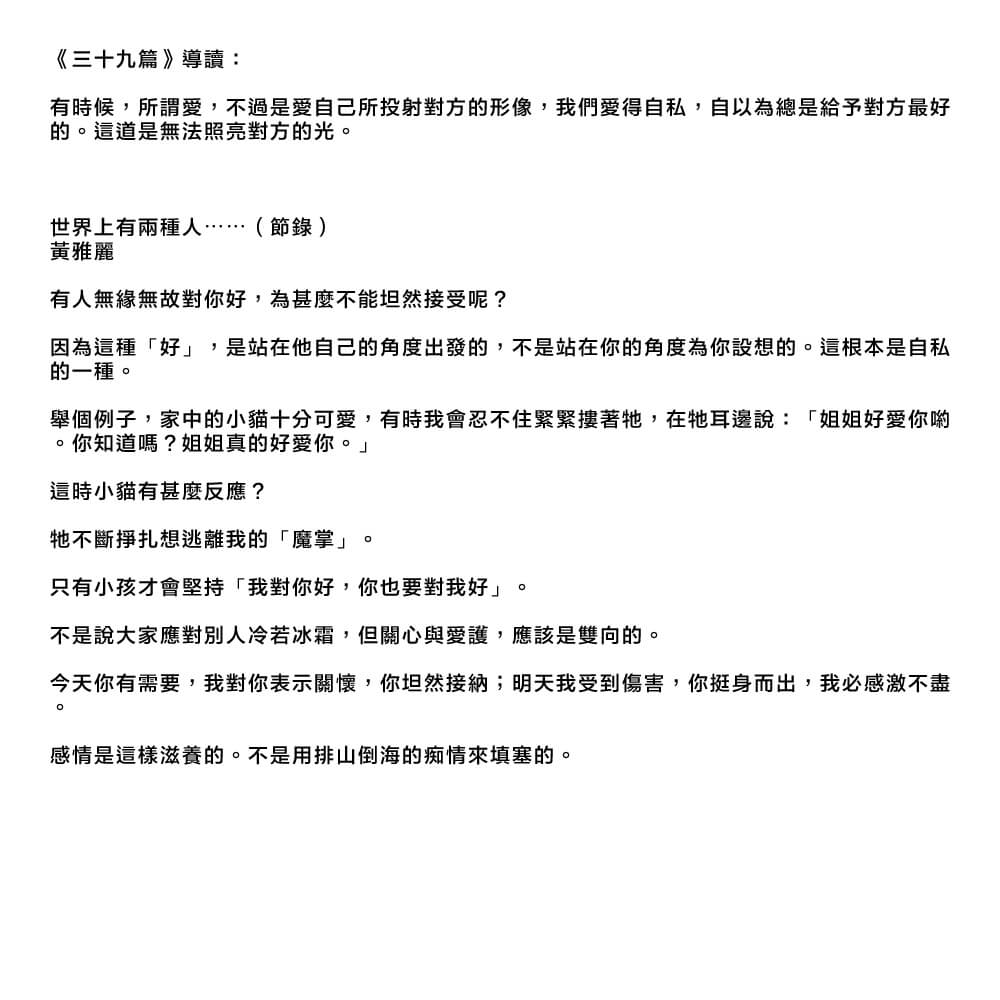 《三十九篇》導讀：
有時候，所謂愛，不過是愛自己所投射對方的形像，我們愛得自私，自以為總是給予對方最好
的。這道是無法照亮對方的光。
世界上有兩種人⋯⋯（節錄）
黃雅麗
有人無緣無故對你好，為甚麼不能坦然接受呢？
因為這種「好」，是站在他自己的角度出發的，不是站在你的角度為你設想的。這根本是自私
的一種。
舉個例子，家中的小貓十分可愛，有時我會忍不住緊緊摟著牠，在牠耳邊說：「姐姐好愛你喲
。你知道嗎？姐姐真的好愛你。」
這時小貓有甚麼反應？
牠不斷掙扎想逃離我的「魔掌」。
只有小孩才會堅持「我對你好，你也要對我好」。
不是說大家應對別人冷若冰霜，但關心與愛護，應該是雙向的。
今天你有需要，我對你表示關懷，你坦然接納；明天我受到傷害，你挺身而出，我必感激不盡
。
感情是這樣滋養的。不是用排山倒海的痴情來填塞的。